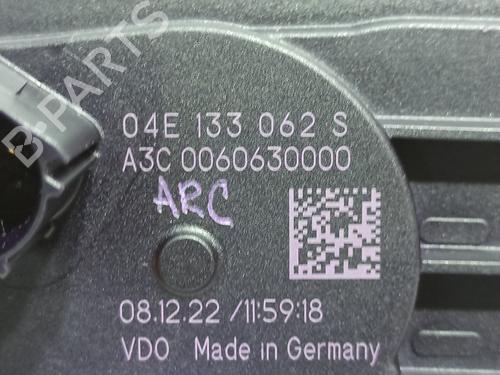 B-PARTS
04E 133 062 S
A3C 0060630000
ARC
08.12.22 /11:59:18
VDO Made in Germany